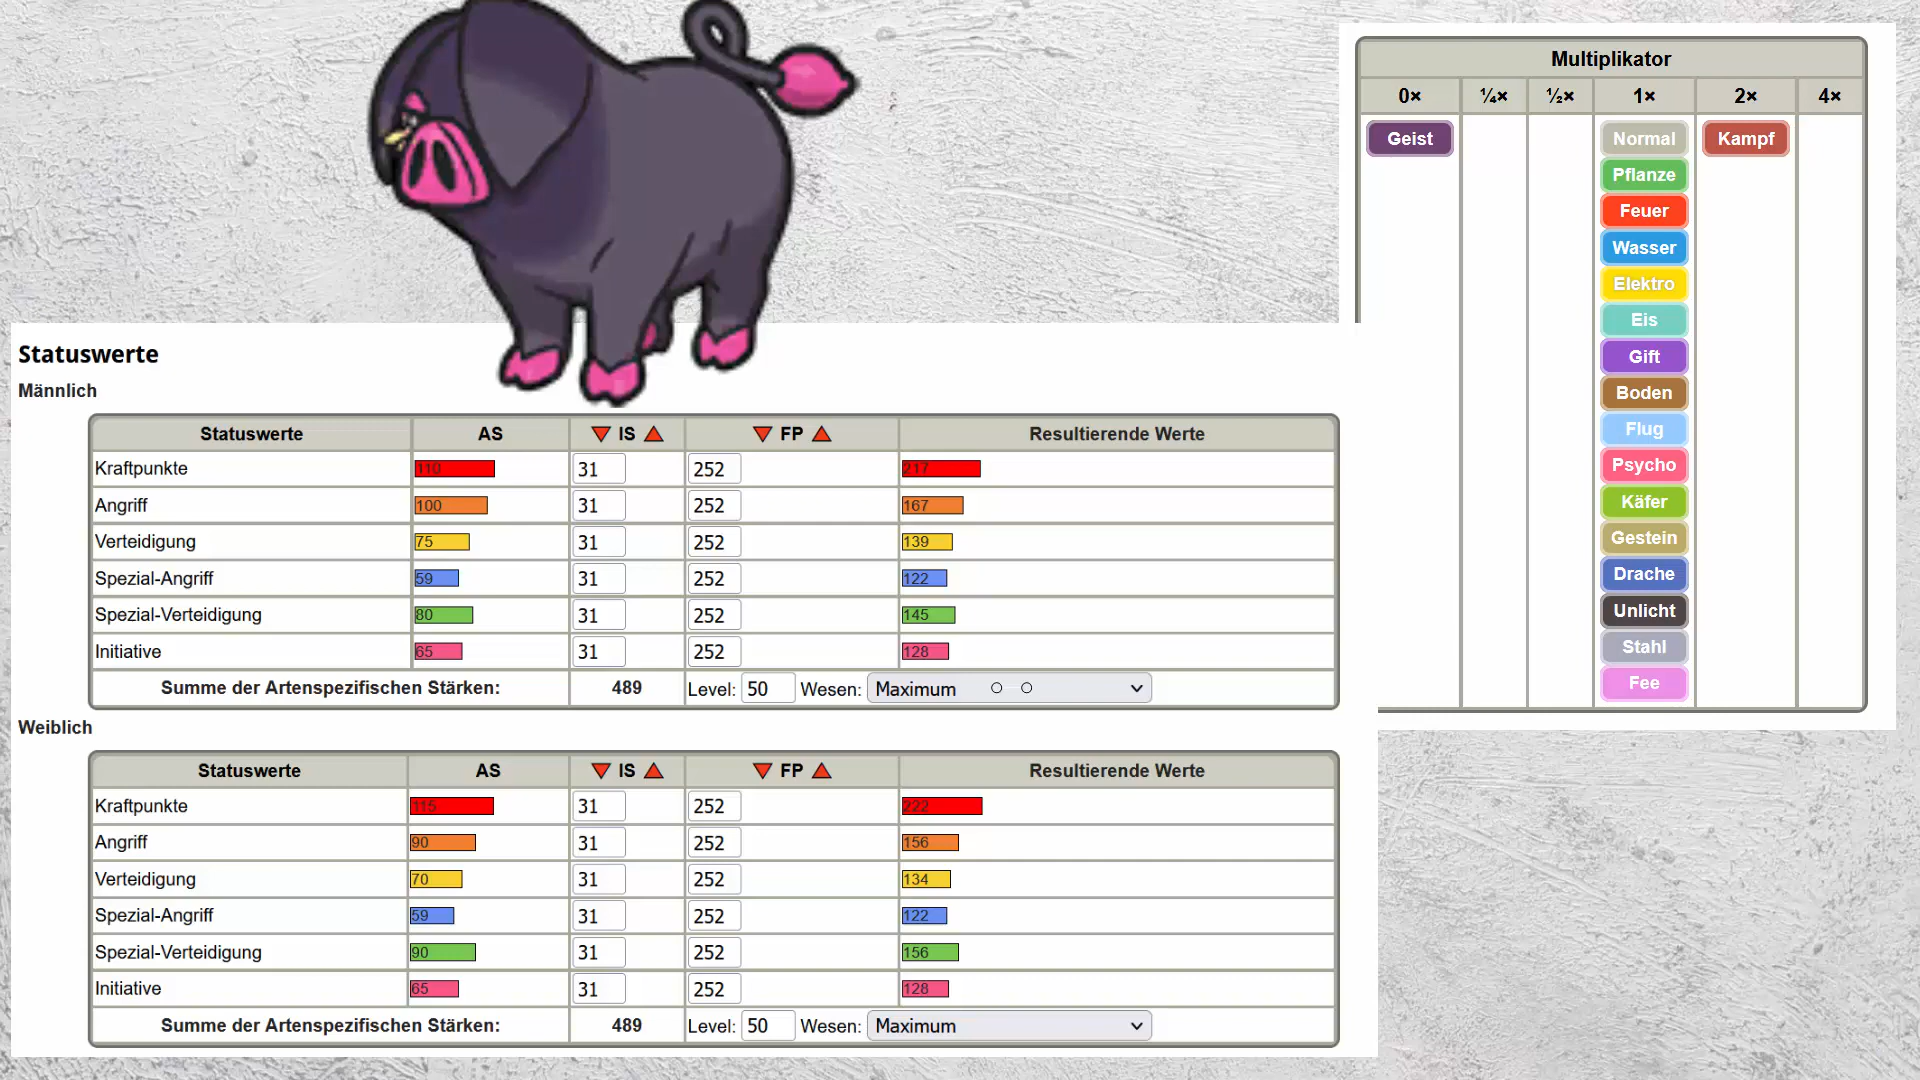 Multiplikator
0× ¼× ½× 1× 2× 4×
Geist Normal Kampf
Pflanze
Feuer
Wasser
Elektro
Eis
Gift
Boden
Flug
Psycho
Käfer
Gestein
Drache
Unlicht
Stahl
Fee
Statuswerte
Männlich
Statuswerte AS ▼ IS ▲ ▼ FP ▲ Resultierende Werte
Kraftpunkte 110 31 252 217
Angriff 100 31 252 167
Verteidigung 75 31 252 139
Spezial-Angriff 59 31 252 122
Spezial-Verteidigung 80 31 252 145
Initiative 65 31 252 128
Summe der Artenspezifischen Stärken: 489 Level: 50 Wesen: Maximum
Weiblich
Statuswerte AS ▼ IS ▲ ▼ FP ▲ Resultierende Werte
Kraftpunkte 115 31 252 222
Angriff 90 31 252 156
Verteidigung 70 31 252 134
Spezial-Angriff 59 31 252 122
Spezial-Verteidigung 90 31 252 156
Initiative 65 31 252 128
Summe der Artenspezifischen Stärken: 489 Level: 50 Wesen: Maximum